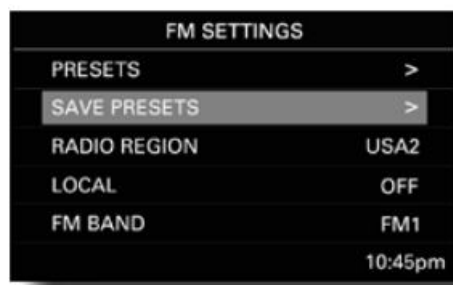 FM SETTINGS
PRESETS >
SAVE PRESETS >
RADIO REGION USA2
LOCAL OFF
FM BAND FM1
10:45pm